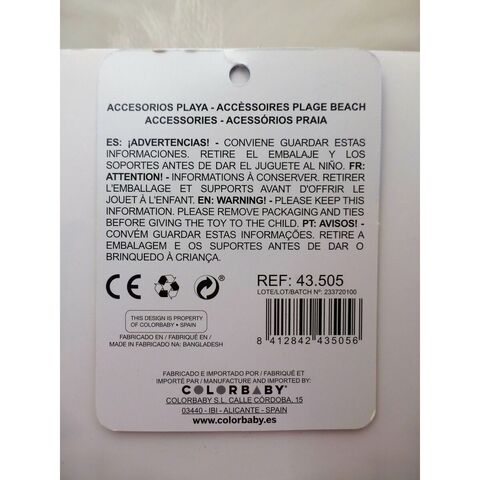 ACCESORIOS PLAYA - ACCÈSSOIRES PLAGE BEACH
ACCESSORIES - ACESSÓRIOS PRAIA
ES: ¡ADVERTENCIAS! - CONVIENE GUARDAR ESTAS
INFORMACIONES. RETIRE EL EMBALAJE Y LOS
SOPORTES ANTES DE DAR EL JUGUETE AL NIÑO. FR:
ATTENTION! - INFORMATIONS À CONSERVER. RETIRER
L'EMBALLAGE ET SUPPORTS AVANT D'OFFRIR LE
JOUET À L'ENFANT. EN: WARNING! - PLEASE KEEP THIS
INFORMATION. PLEASE REMOVE PACKAGING AND TIES
BEFORE GIVING THE TOY TO THE CHILD. PT: AVISOS! -
CONVÉM GUARDAR ESTAS INFORMAÇÕES. RETIRE A
EMBALAGEM E OS SUPORTES ANTES DE DAR O
BRINQUEDO À CRIANÇA.
CE
REF: 43.505
LOTE/LOT/BATCH Nº: 233720100
THIS DESIGN IS PROPERTY
OF COLORBABY • SPAIN
FABRICADO EN / FABRIQUÉ EN /
MADE IN FABRICADO NA: BANGLADESH
8 412842 435056
FABRICADO E IMPORTADO POR / FABRIQUÉ ET
IMPORTÉ PAR / MANUFACTURE AND IMPORTED BY:
COLORBABY
COLORBABY S.L. CALLE CÓRDOBA, 15
03440 - IBI - ALICANTE - SPAIN
www.colorbaby.es